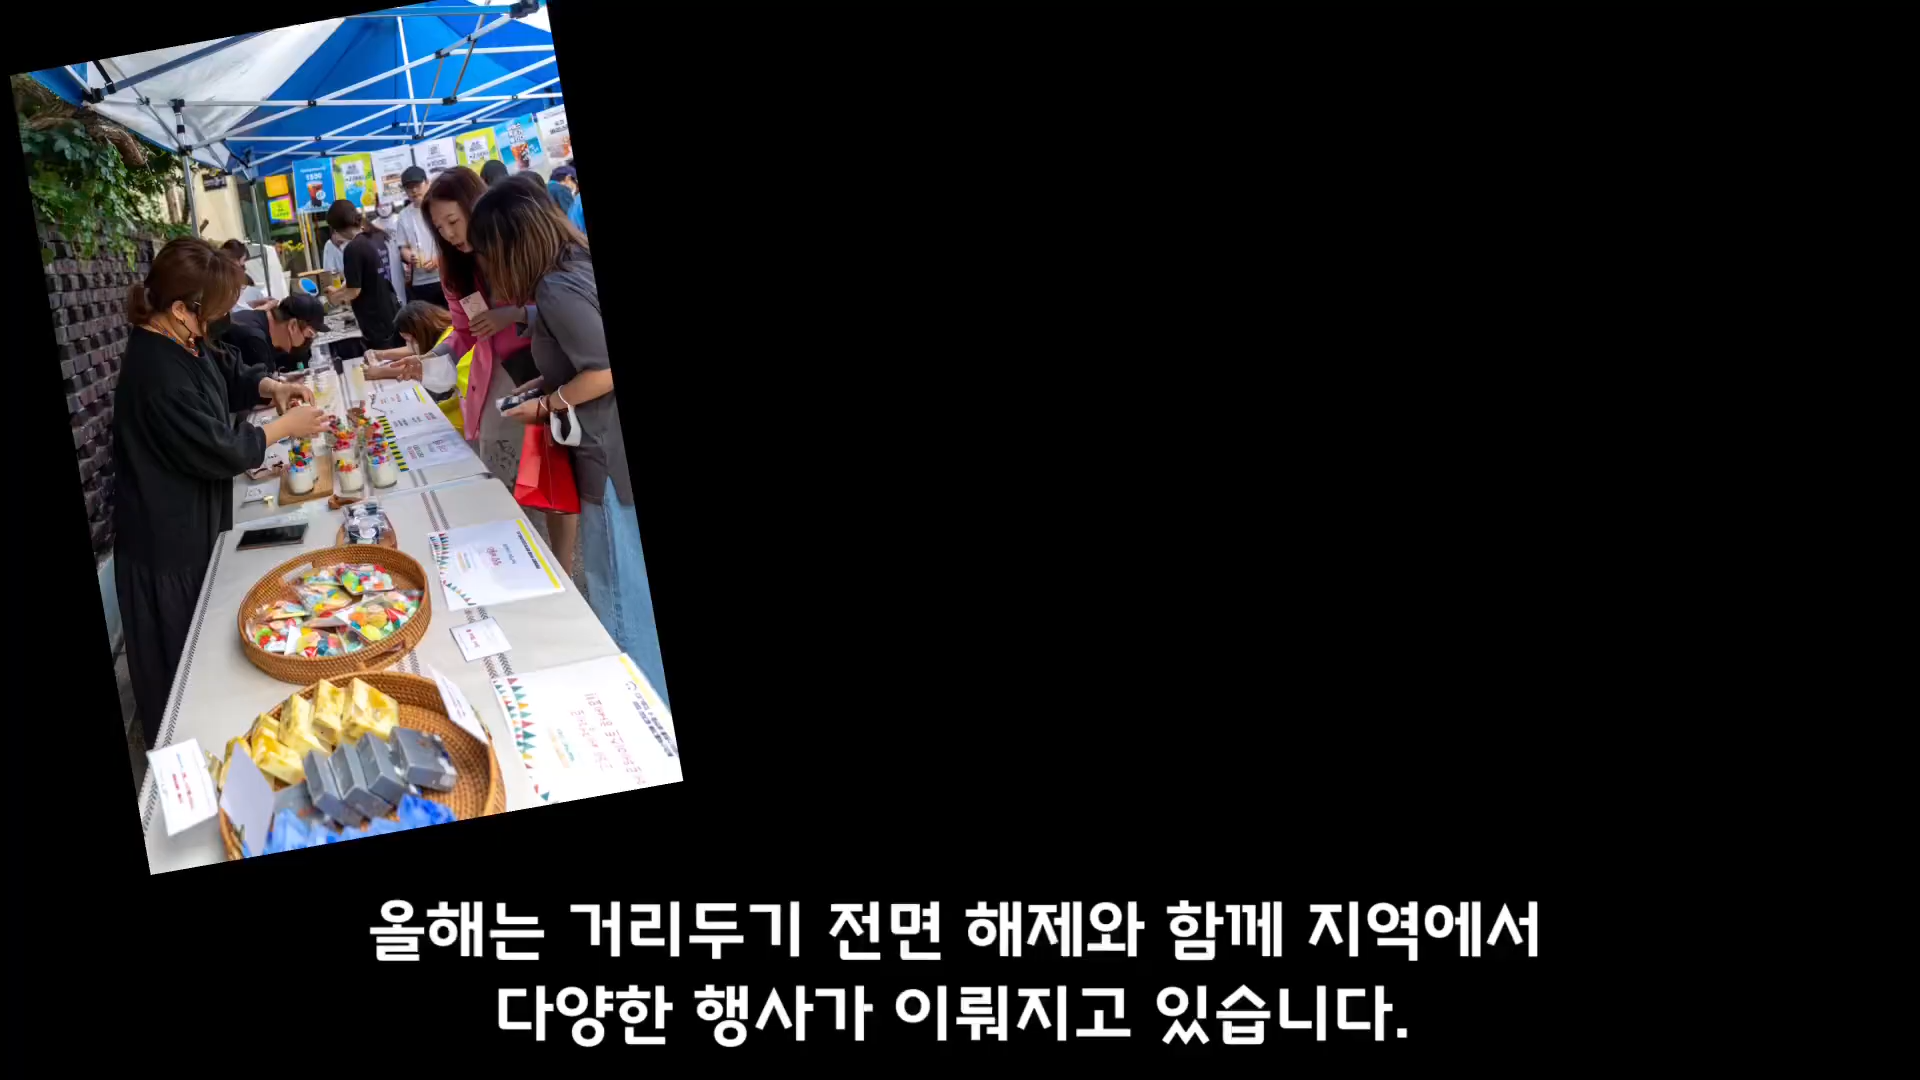 올해는 거리두기 전면 해제와 함께 지역에서
다양한 행사가 이뤄지고 있습니다.